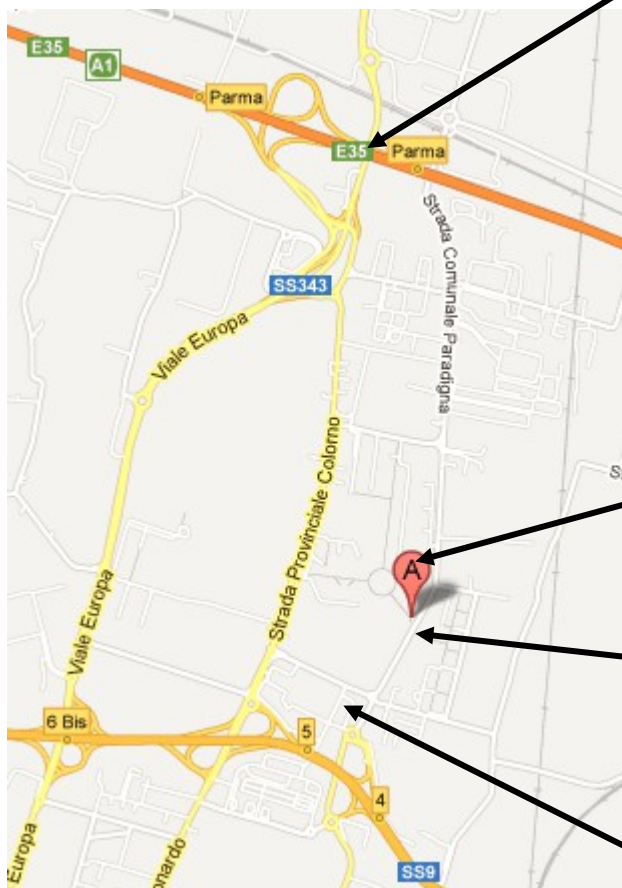 E35
A1
Parma
E35
Parma
Strada Comunale Paradigna
SS343
Viale Europa
Strada Provinciale Colorno
S
A
Viale Europa
6 Bis
5
4
Europa
onardo
SS9